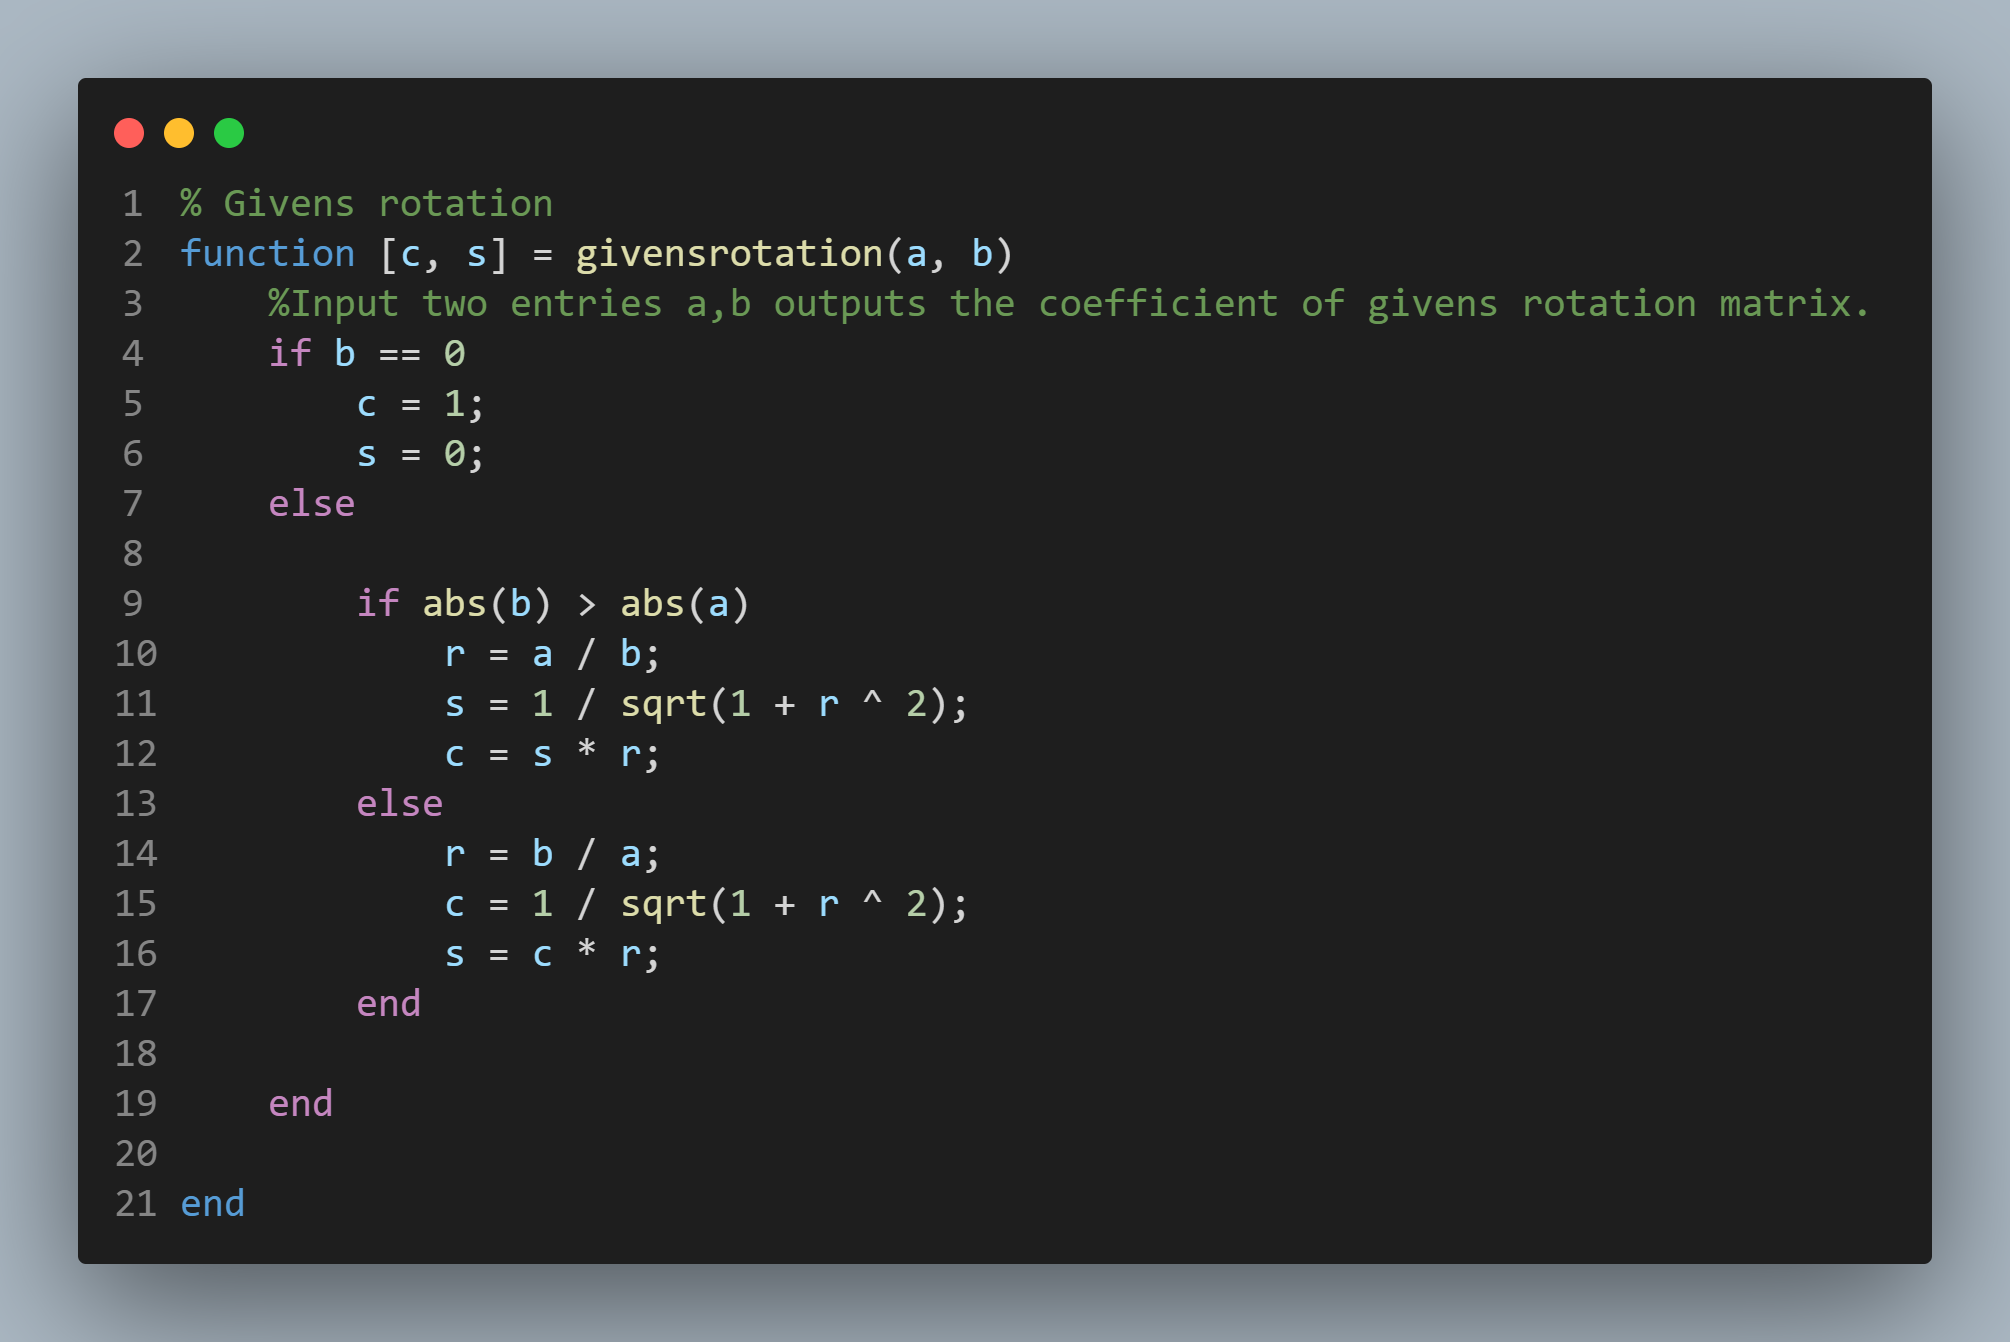 1 % Givens rotation
2 function [c, s] = givensrotation(a, b)
3     %Input two entries a,b outputs the coefficient of givens rotation matrix.
4     if b == 0
5         c = 1;
6         s = 0;
7     else
8
9         if abs(b) > abs(a)
10             r = a / b;
11             s = 1 / sqrt(1 + r ^ 2);
12             c = s * r;
13         else
14             r = b / a;
15             c = 1 / sqrt(1 + r ^ 2);
16             s = c * r;
17         end
18
19     end
20
21 end